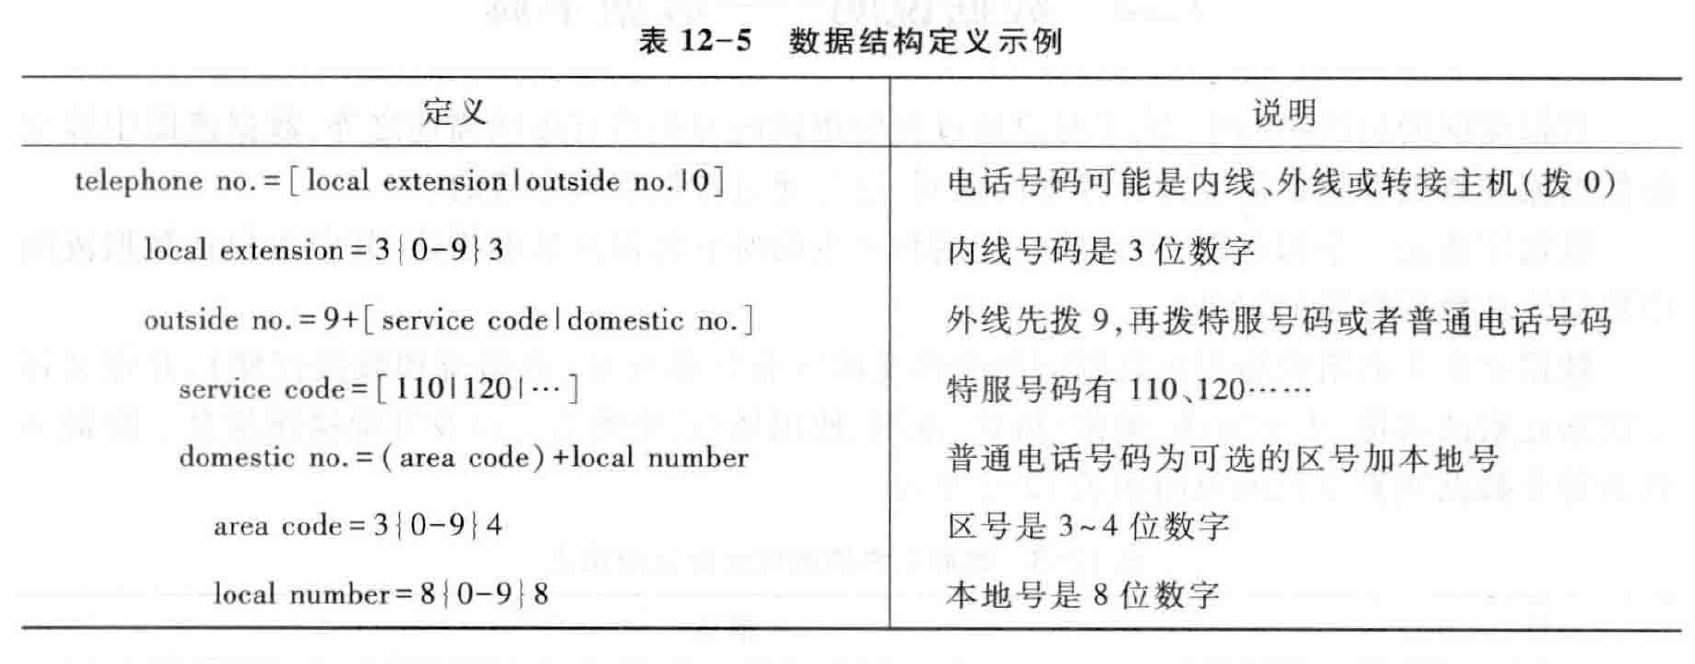 表 12-5 数据结构定义示例
定义 说明
telephone no.=[local extension|outside no.|0] 电话号码可能是内线、外线或转接主机(拨0)
local extension=3{0-9}3 内线号码是3位数字
outside no.=9+[service code|domestic no.] 外线先拨9,再拨特服号码或者普通电话号码
service code=[110|120|…] 特服号码有110、120……
domestic no.=(area code)+local number 普通电话号码为可选的区号加本地号
area code=3{0-9}4 区号是3~4位数字
local number=8{0-9}8 本地号是8位数字